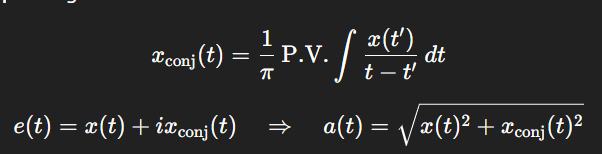 x_conj(t) = 1/π P.V. ∫ x(t′)/(t − t′) dt
e(t) = x(t) + ix_conj(t) ⇒ a(t) = √(x(t)² + x_conj(t)²)